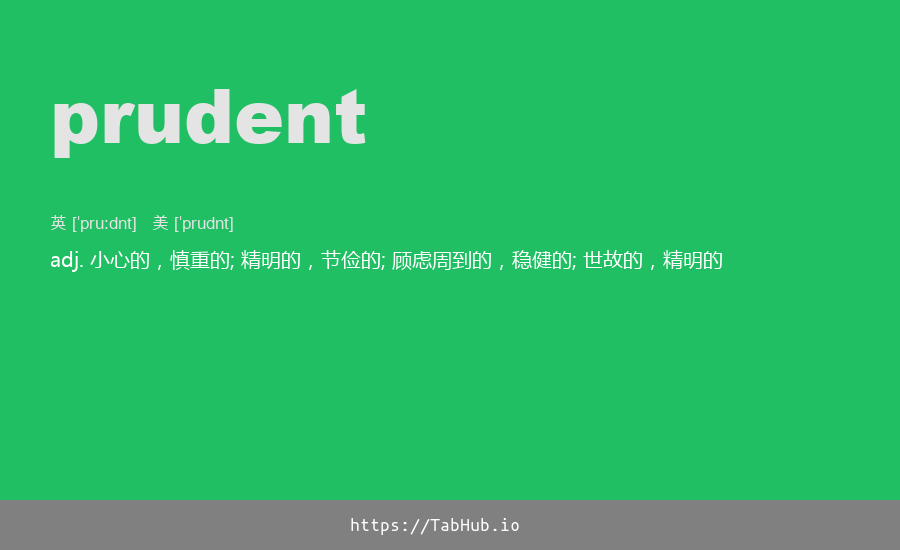 prudent
英 ['pru:dnt] 美 ['prudnt]
adj. 小心的，慎重的; 精明的，节俭的; 顾虑周到的，稳健的; 世故的，精明的
https://TabHub.io